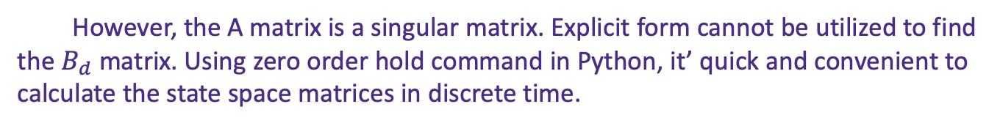 However, the A matrix is a singular matrix. Explicit form cannot be utilized to find
the B_d matrix. Using zero order hold command in Python, it’ quick and convenient to
calculate the state space matrices in discrete time.